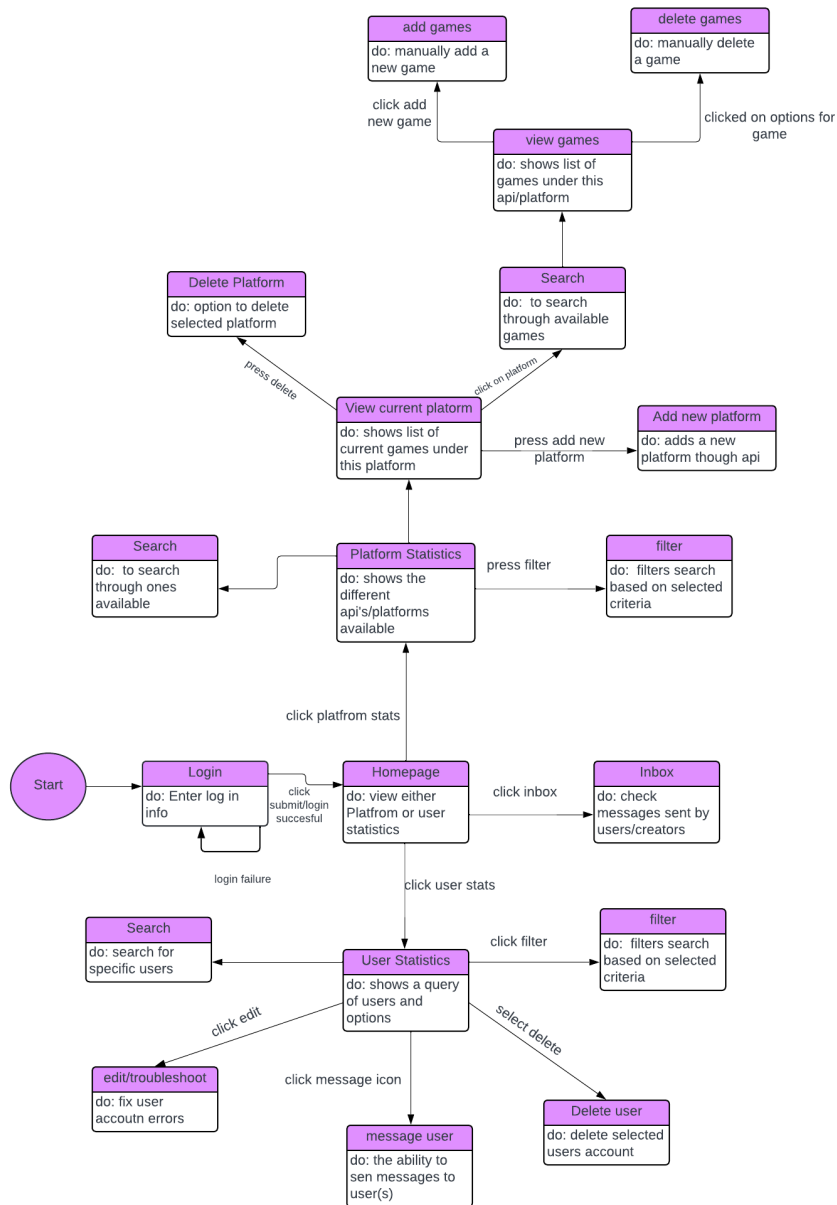 add games
do: manually add a
new game
delete games
do: manually delete
a game
click add
new game
clicked on options for
game
view games
do: shows list of
games under this
api/platform
Delete Platform
do: option to delete
selected platform
Search
do:  to search
through available
games
press delete
click on platform
View current platorm
do: shows list of
current games under
this platform
press add new
platform
Add new platform
do: adds a new
platform though api
Search
do:  to search
through ones
available
Platform Statistics
do: shows the
different
api's/platforms
available
press filter
filter
do:  filters search
based on selected
criteria
click platfrom stats
Start
Login
do: Enter log in
info
click
submit/login
succesful
login failure
Homepage
do: view either
Platfrom or user
statistics
click inbox
Inbox
do: check
messages sent by
users/creators
click user stats
Search
do: search for
specific users
User Statistics
do: shows a query
of users and
options
click filter
filter
do:  filters search
based on selected
criteria
click edit
select delete
edit/troubleshoot
do: fix user
accoutn errors
click message icon
message user
do: the ability to
sen messages to
user(s)
Delete user
do: delete selected
users account